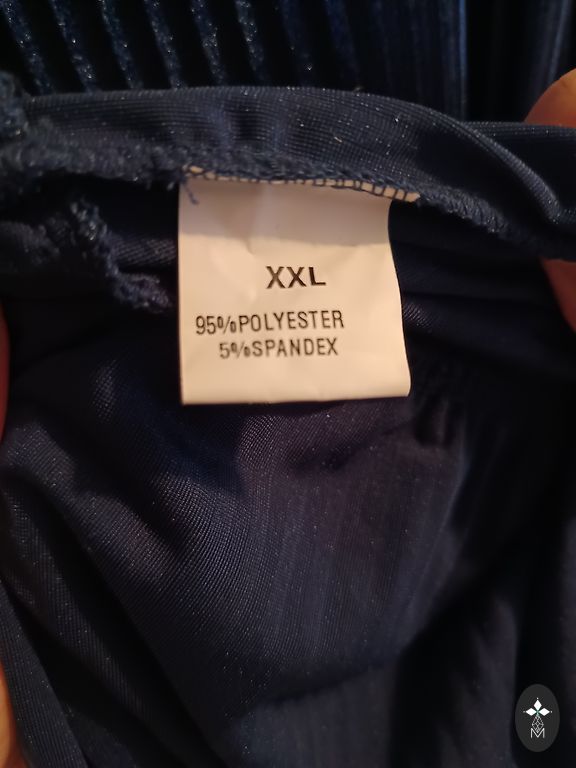 XXL
95%POLYESTER
5%SPANDEX
M